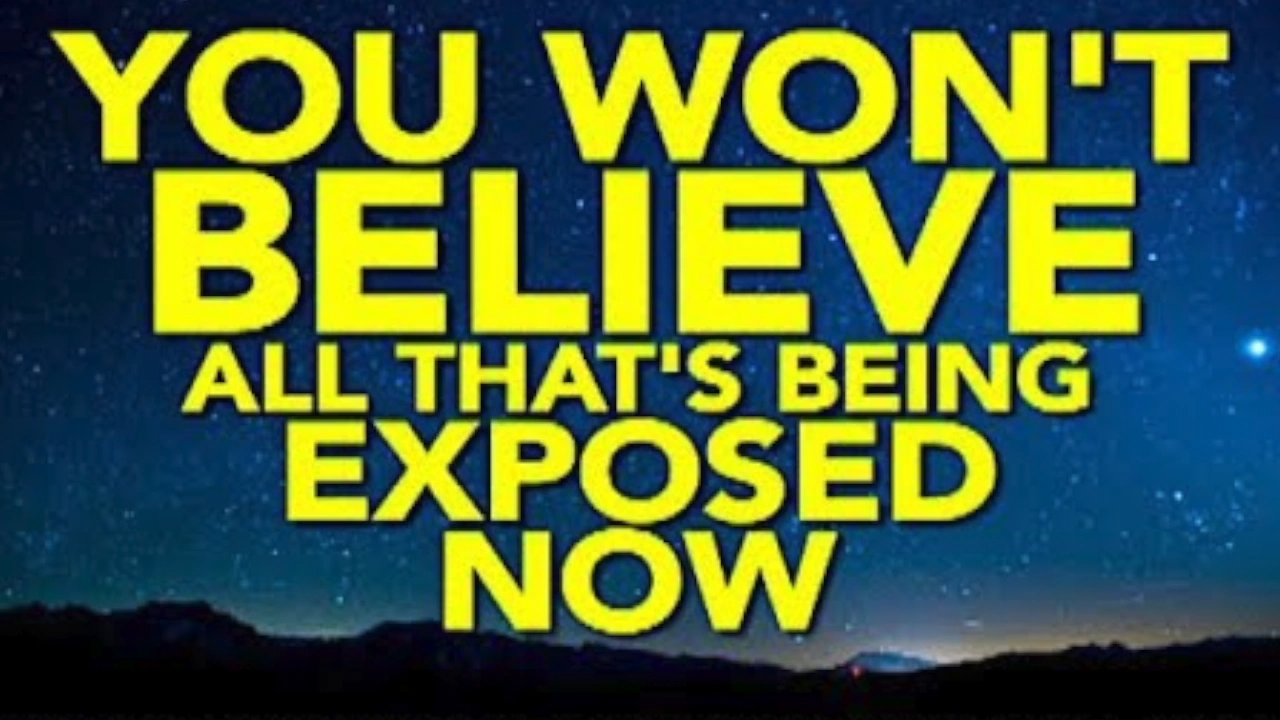 YOU WON'T
BELIEVE
ALL THAT'S BEING
EXPOSED
NOW